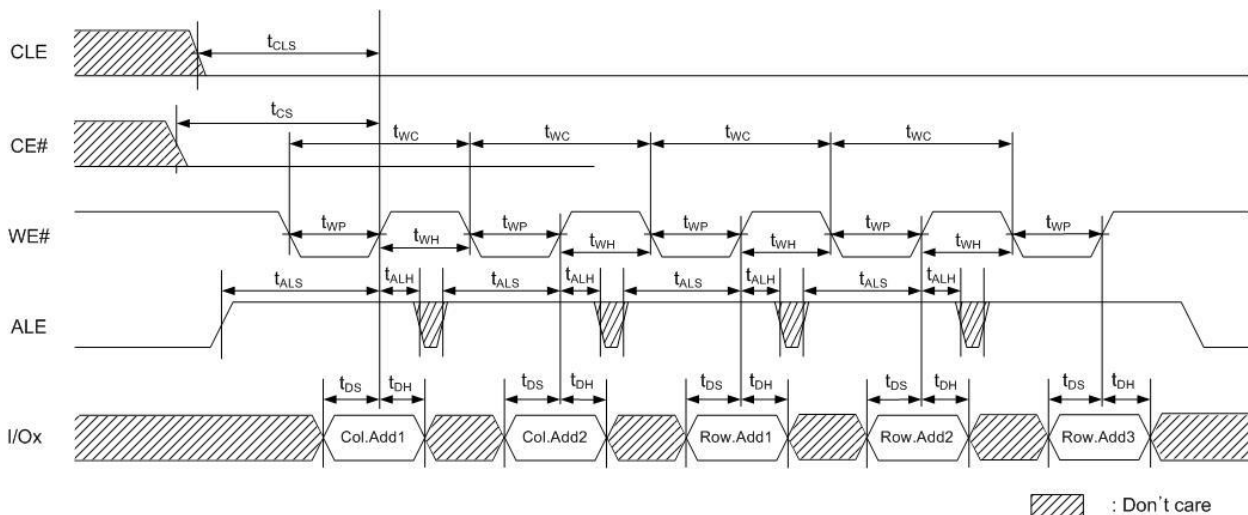 CLE
tCLS
tCS
CE#
tWC tWC tWC tWC
WE#
tWP tWP tWP tWP tWP
tWH tWH tWH tWH
ALE
tALS tALH tALS tALH tALS tALH tALS tALH
tDS tDH tDS tDH tDS tDH tDS tDH tDS tDH
I/Ox
Col.Add1 Col.Add2 Row.Add1 Row.Add2 Row.Add3
: Don't care